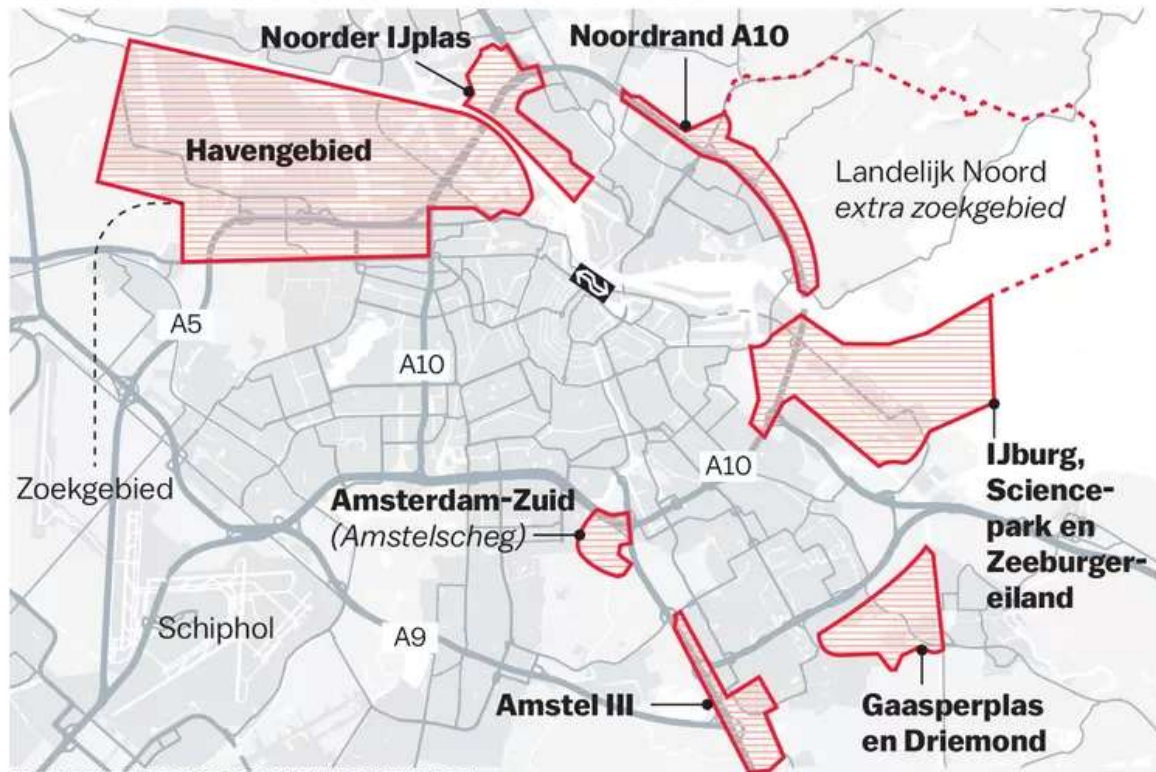 Noorder IJplas
Noordrand A10
Havengebied
Landelijk Noord
extra zoekgebied
A5
A10
A10
Zoekgebied
Amsterdam-Zuid
(Amstelscheg)
IJburg,
Science-
park en
Zeeburger-
eiland
Schiphol
A9
Amstel III
Gaasperplas
en Driemond